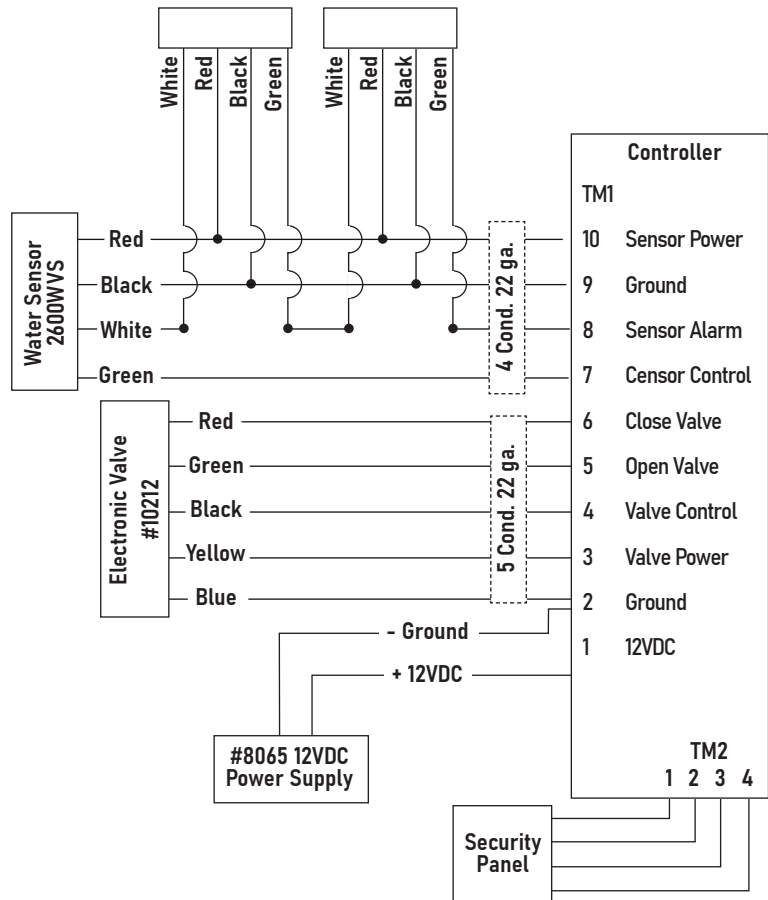 White
Red
Black
Green
White
Red
Black
Green
Controller
TM1
Water Sensor
2600WVS
Red
Black
White
Green
4 Cond. 22 ga.
10 Sensor Power
9 Ground
8 Sensor Alarm
7 Censor Control
6 Close Valve
5 Open Valve
4 Valve Control
3 Valve Power
2 Ground
1 12VDC
Electronic Valve
#10212
Red
Green
Black
Yellow
Blue
5 Cond. 22 ga.
- Ground
+ 12VDC
#8065 12VDC
Power Supply
TM2
1 2 3 4
Security
Panel